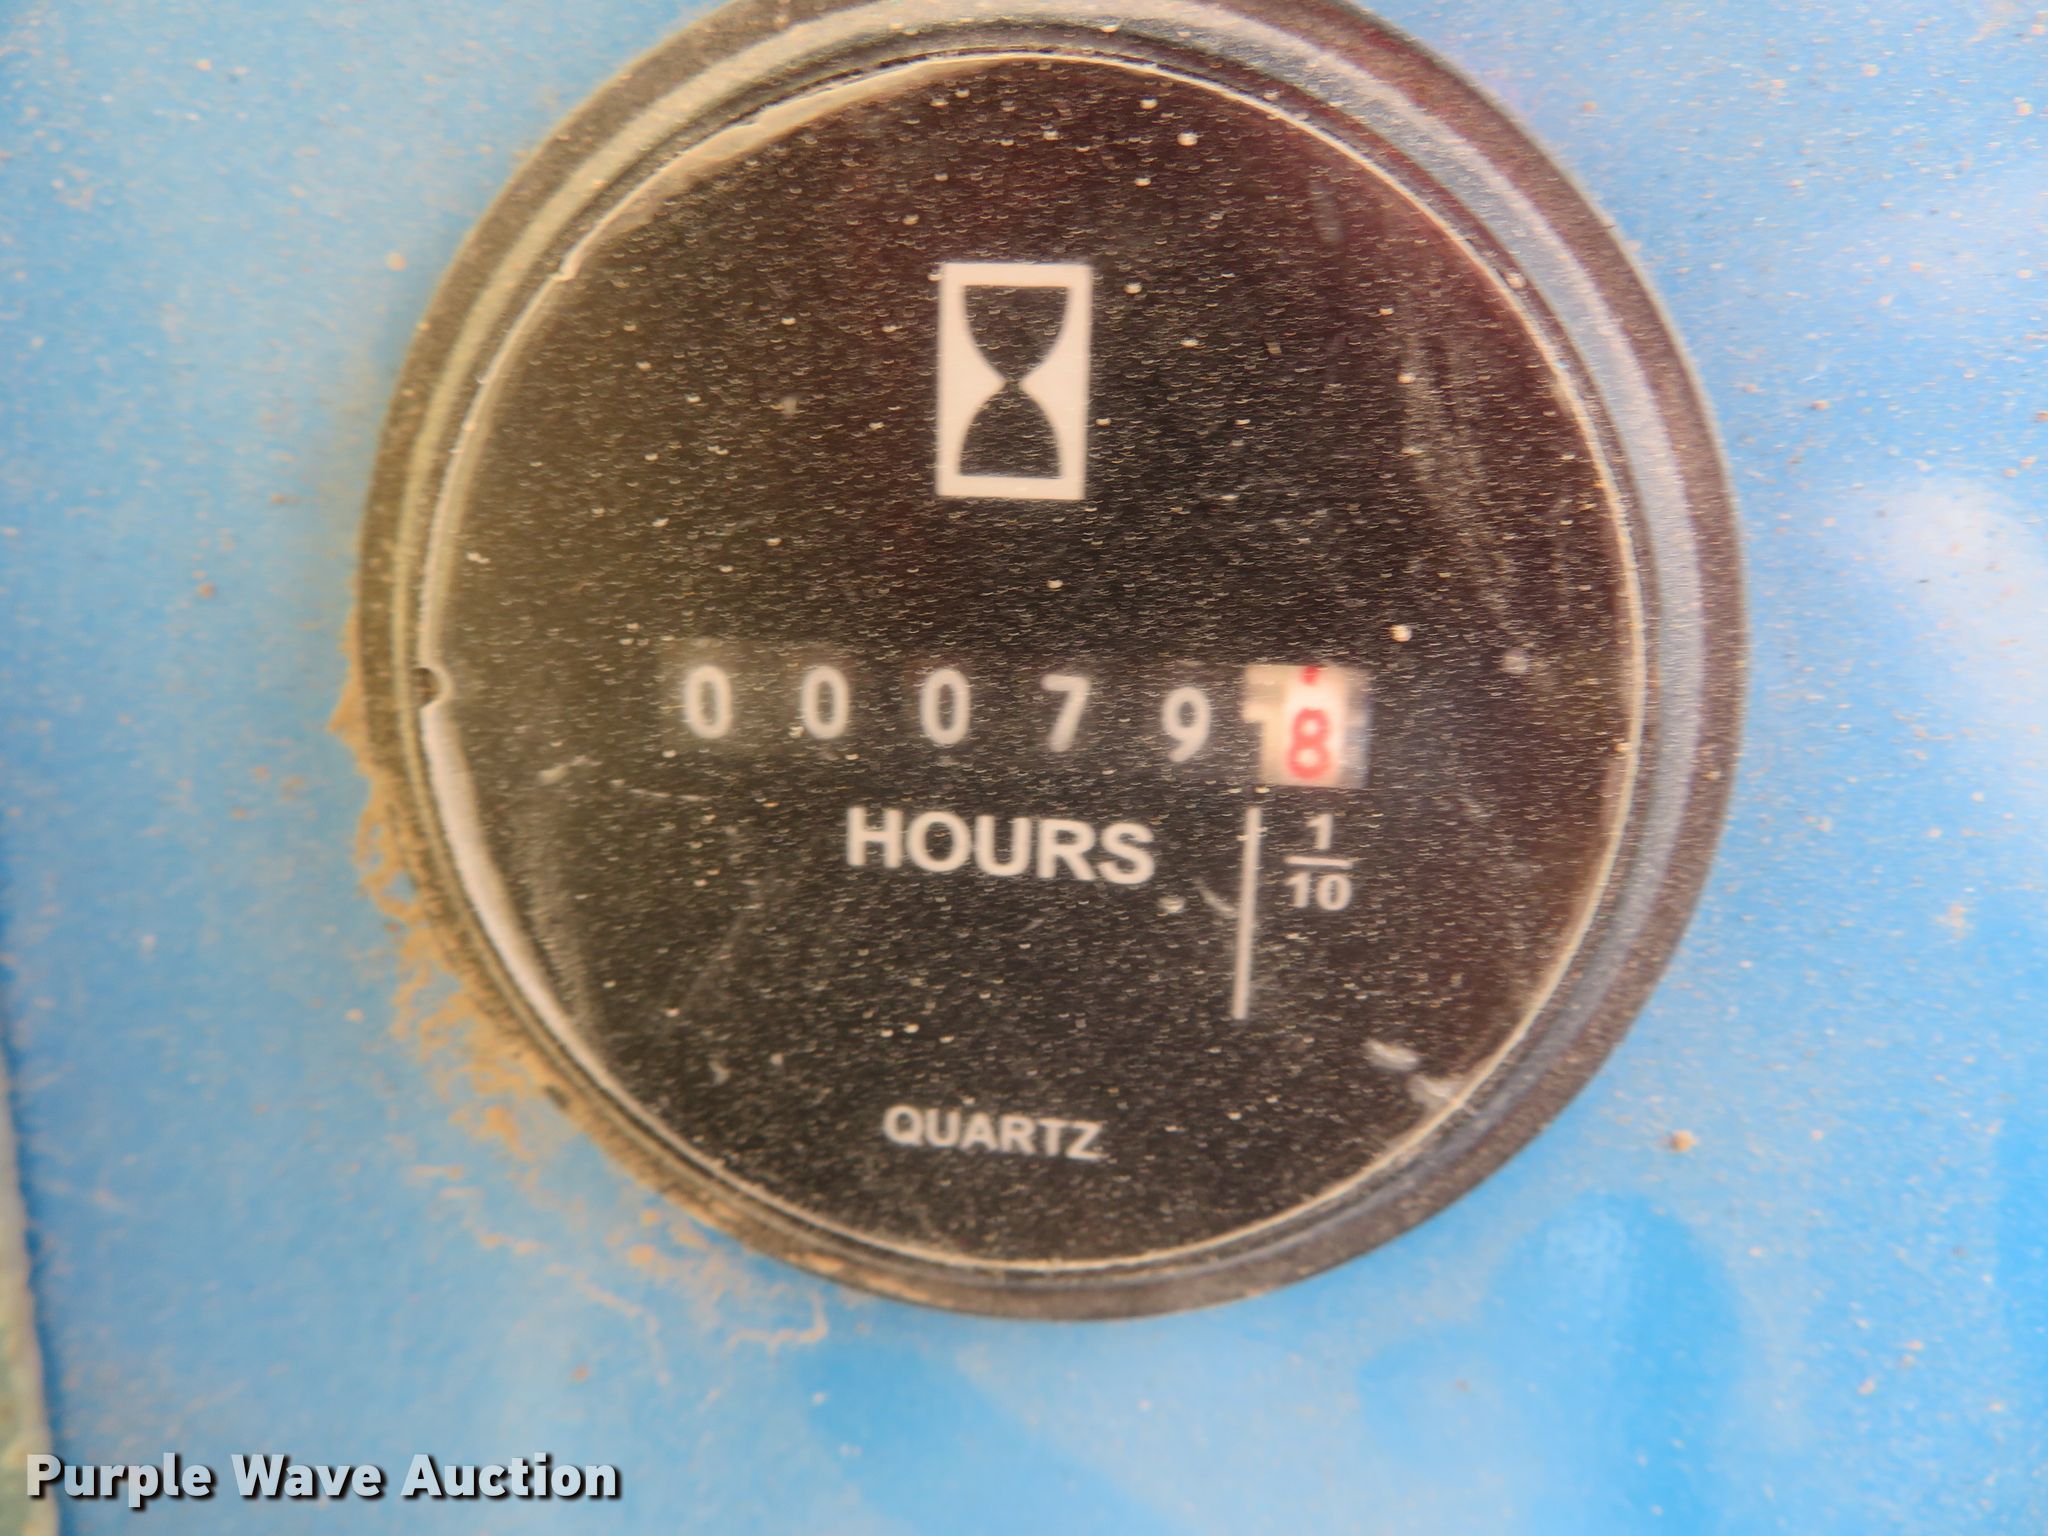 000798
HOURS
1
10
QUARTZ
Purple Wave Auction